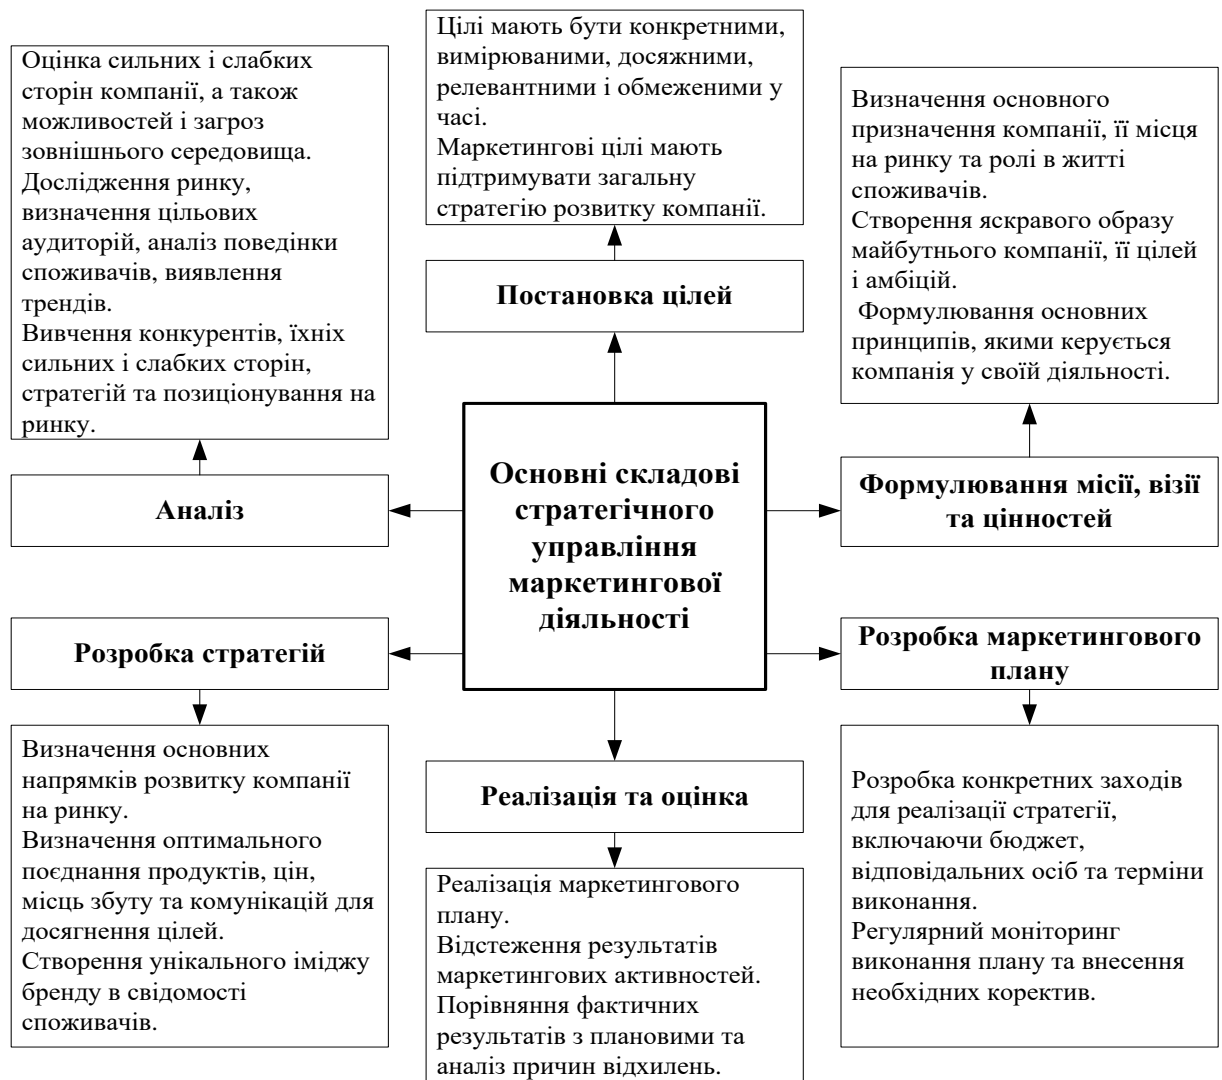 Оцінка сильних і слабких
сторін компанії, а також
можливостей і загроз
зовнішнього середовища.
Дослідження ринку,
визначення цільових
аудиторій, аналіз поведінки
споживачів, виявлення
трендів.
Вивчення конкурентів, їхніх
сильних і слабких сторін,
стратегій та позиціонування на
ринку.
Аналіз
Цілі мають бути конкретними,
вимірюваними, досяжними,
релевантними і обмеженими у
часі.
Маркетингові цілі мають
підтримувати загальну
стратегію розвитку компанії.
Постановка цілей
Визначення основного
призначення компанії, її місця
на ринку та ролі в житті
споживачів.
Створення яскравого образу
майбутнього компанії, її цілей
і амбіцій.
Формулювання основних
принципів, якими керується
компанія у своїй діяльності.
Формулювання місії, візії
та цінностей
Основні складові
стратегічного
управління
маркетингової
діяльності
Розробка стратегій
Визначення основних
напрямків розвитку компанії
на ринку.
Визначення оптимального
поєднання продуктів, цін,
місць збуту та комунікацій для
досягнення цілей.
Створення унікального іміджу
бренду в свідомості
споживачів.
Реалізація та оцінка
Реалізація маркетингового
плану.
Відстеження результатів
маркетингових активностей.
Порівняння фактичних
результатів з плановими та
аналіз причин відхилень.
Розробка маркетингового
плану
Розробка конкретних заходів
для реалізації стратегії,
включаючи бюджет,
відповідальних осіб та терміни
виконання.
Регулярний моніторинг
виконання плану та внесення
необхідних коректив.